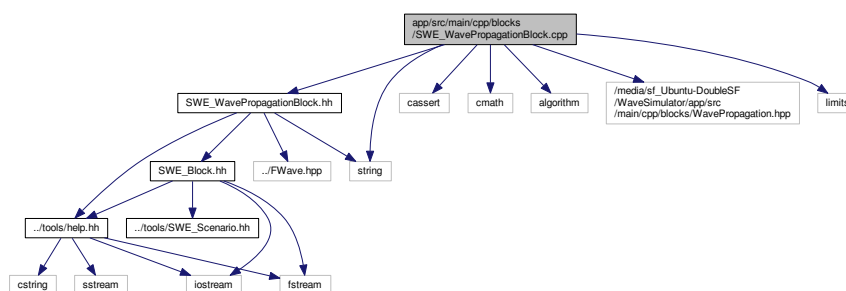 app/src/main/cpp/blocks
/SWE_WavePropagationBlock.cpp
SWE_WavePropagationBlock.hh
cassert
cmath
algorithm
/media/sf_Ubuntu-DoubleSF
/WaveSimulator/app/src
/main/cpp/blocks/WavePropagation.hpp
limits
SWE_Block.hh
../FWave.hpp
string
../tools/help.hh
../tools/SWE_Scenario.hh
cstring
sstream
iostream
fstream